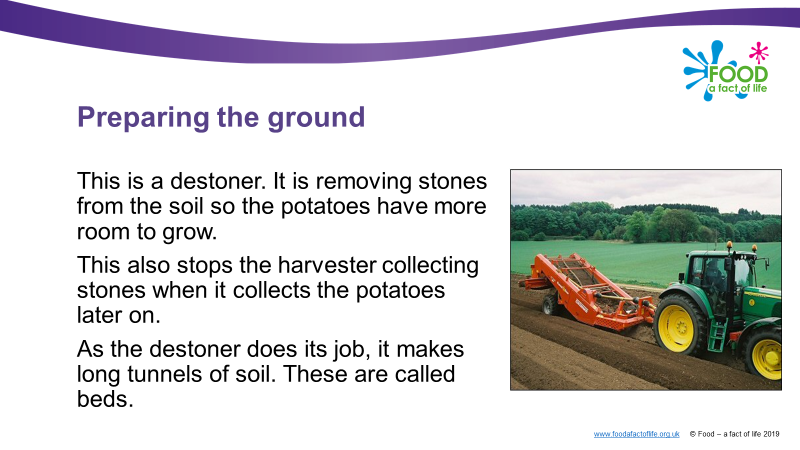 FOOD
a fact of life
Preparing the ground
This is a destoner. It is removing stones
from the soil so the potatoes have more
room to grow.
This also stops the harvester collecting
stones when it collects the potatoes
later on.
As the destoner does its job, it makes
long tunnels of soil. These are called
beds.
www.foodafactoflife.org.uk © Food – a fact of life 2019